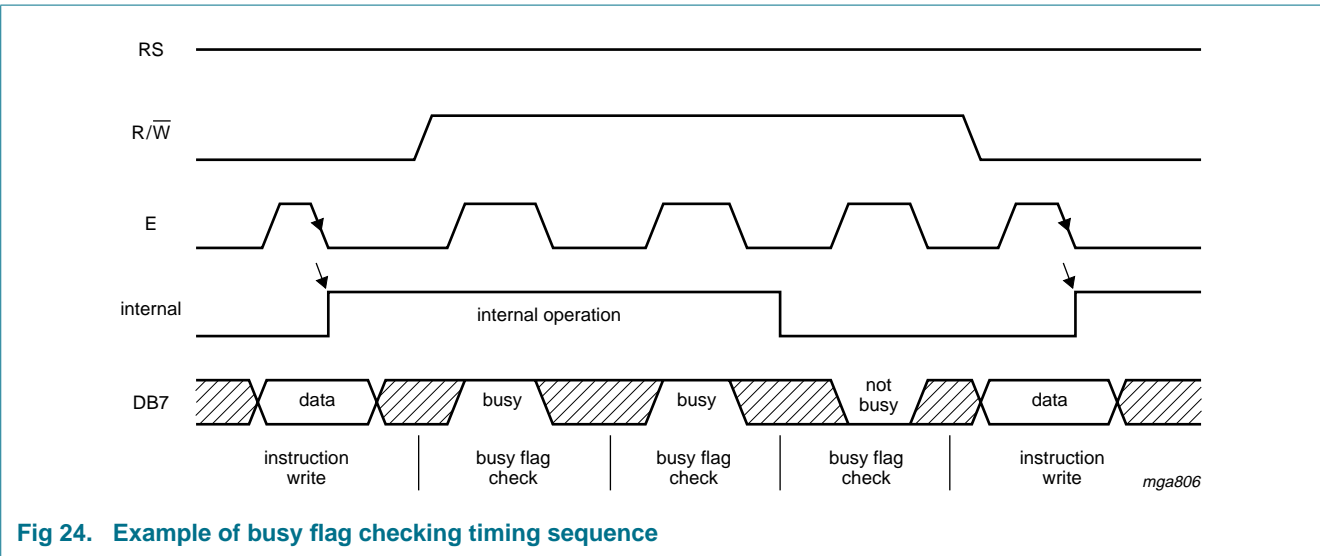 RS
R/W̅
E
internal
internal operation
DB7
data
busy
busy
not
busy
data
instruction
write
busy flag
check
busy flag
check
busy flag
check
instruction
write
mga806
Fig 24. Example of busy flag checking timing sequence